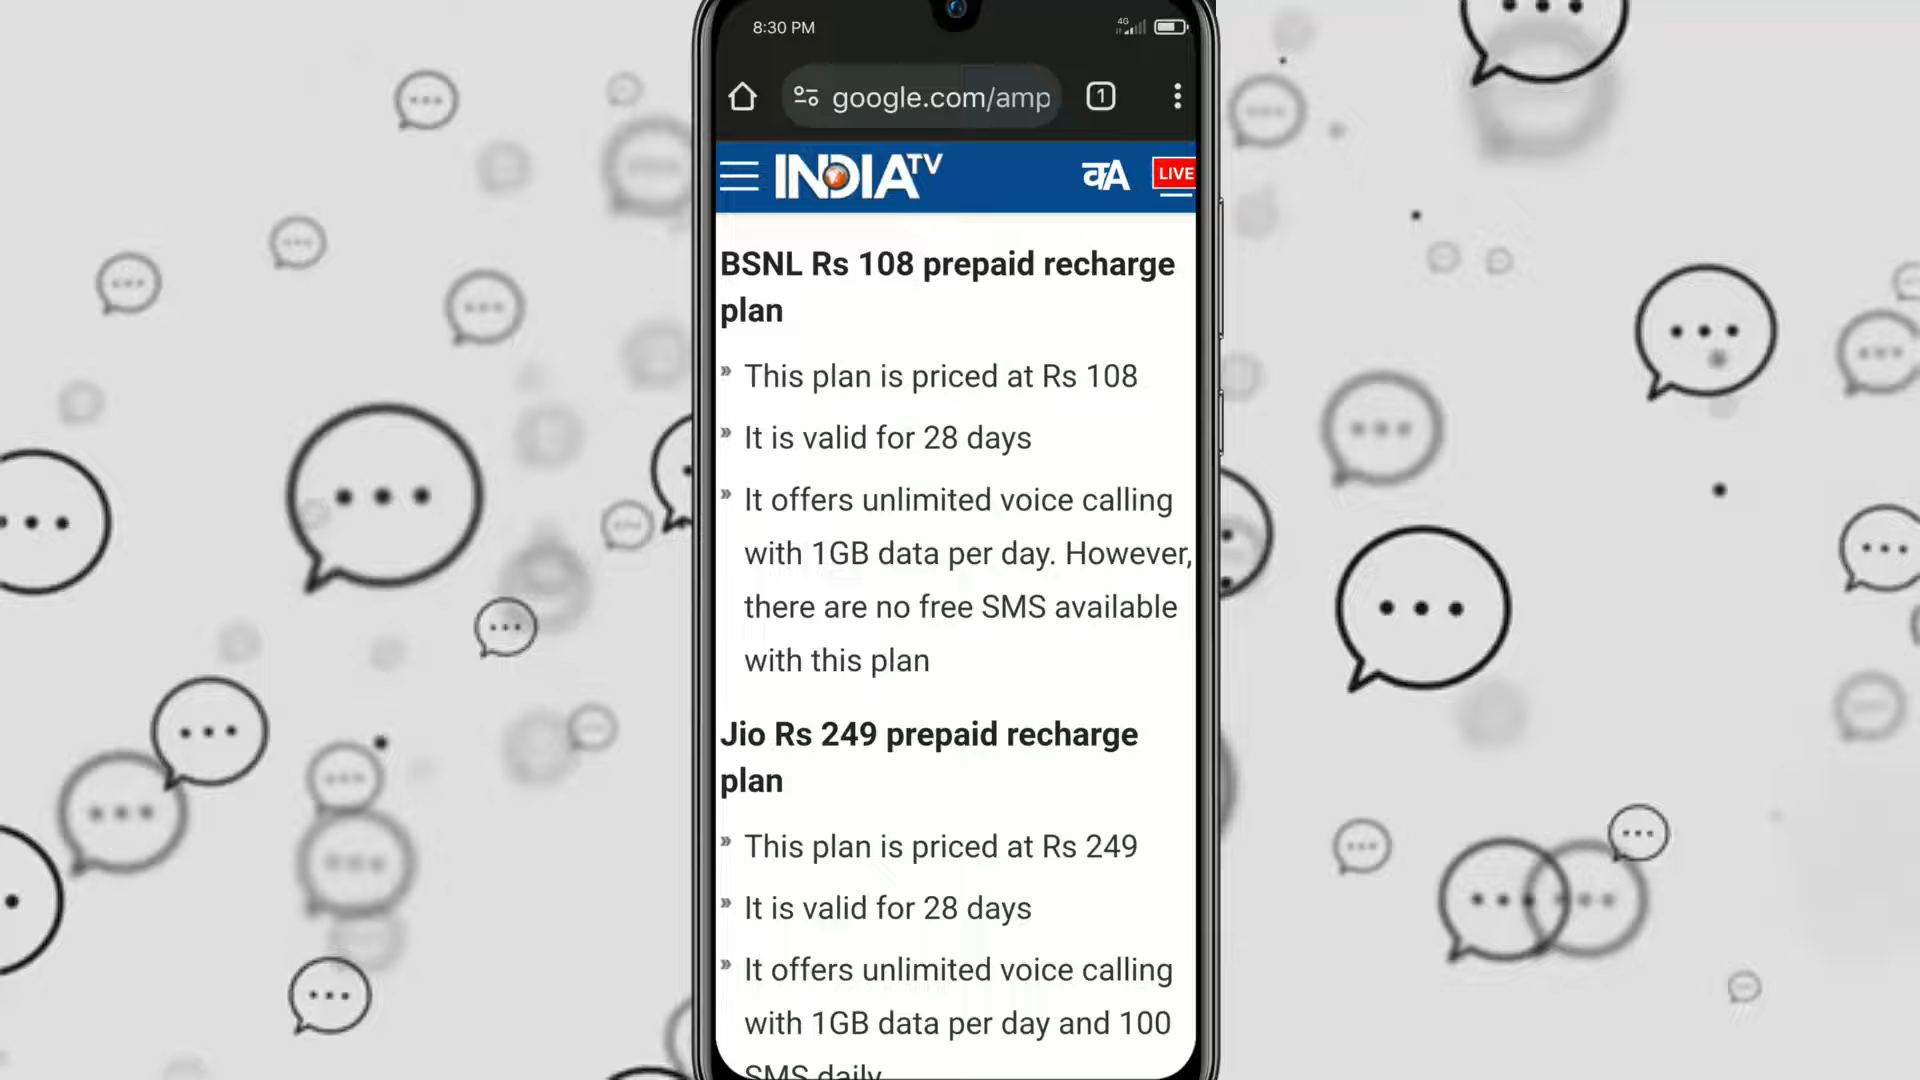 8:30 PM
4G
google.com/amp
1
INDIA TV
कA
LIVE
BSNL Rs 108 prepaid recharge
plan
» This plan is priced at Rs 108
» It is valid for 28 days
» It offers unlimited voice calling
with 1GB data per day. However,
there are no free SMS available
with this plan
Jio Rs 249 prepaid recharge
plan
» This plan is priced at Rs 249
» It is valid for 28 days
» It offers unlimited voice calling
with 1GB data per day and 100
SMS daily